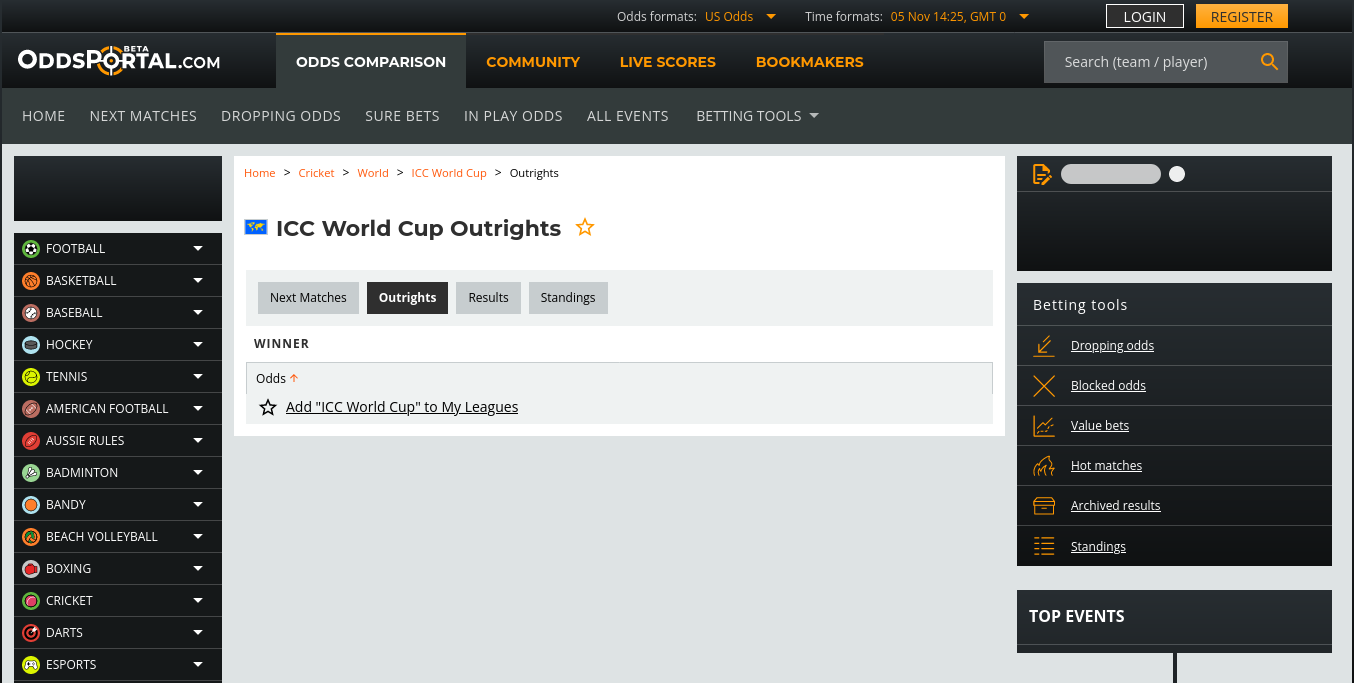 Odds formats: US Odds Time formats: 05 Nov 14:25, GMT 0 LOGIN REGISTER
ODDSPORTAL.COM BETA ODDS COMPARISON COMMUNITY LIVE SCORES BOOKMAKERS Search (team / player)
HOME NEXT MATCHES DROPPING ODDS SURE BETS IN PLAY ODDS ALL EVENTS BETTING TOOLS
FOOTBALL
BASKETBALL
BASEBALL
HOCKEY
TENNIS
AMERICAN FOOTBALL
AUSSIE RULES
BADMINTON
BANDY
BEACH VOLLEYBALL
BOXING
CRICKET
DARTS
ESPORTS
Home > Cricket > World > ICC World Cup > Outrights
ICC World Cup Outrights
Next Matches Outrights Results Standings
WINNER
Odds
Add "ICC World Cup" to My Leagues
Betting tools
Dropping odds
Blocked odds
Value bets
Hot matches
Archived results
Standings
TOP EVENTS